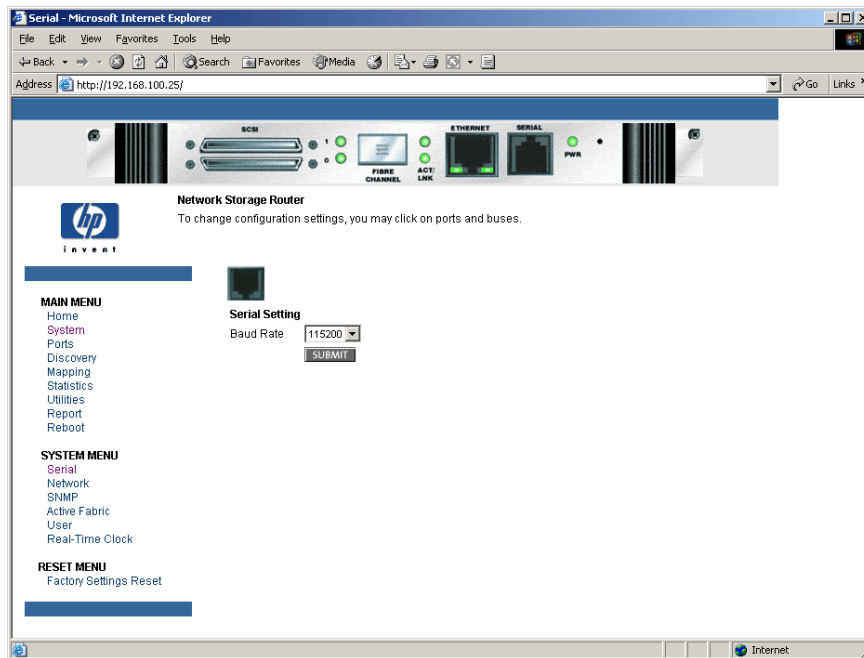 Serial - Microsoft Internet Explorer
File Edit View Favorites Tools Help
Back Search Favorites Media
Address http://192.168.100.25/ Go Links
SCSI ETHERNET SERIAL
1
0
FIBRE CHANNEL
ACT/ LNK
PWR
hp
invent
Network Storage Router
To change configuration settings, you may click on ports and buses.
MAIN MENU
Home
System
Ports
Discovery
Mapping
Statistics
Utilities
Report
Reboot
SYSTEM MENU
Serial
Network
SNMP
Active Fabric
User
Real-Time Clock
RESET MENU
Factory Settings Reset
Serial Setting
Baud Rate 115200
SUBMIT
Internet